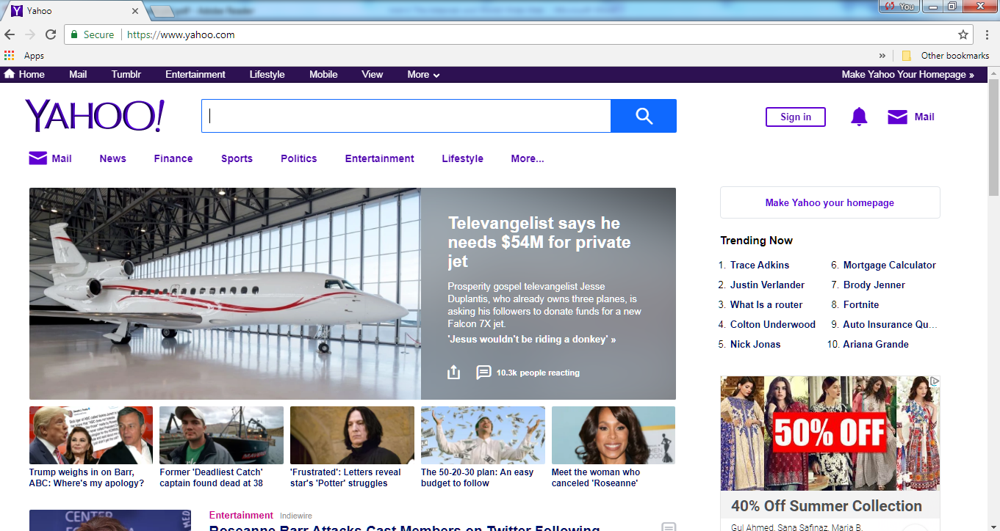 Yahoo
You
Secure
https://www.yahoo.com
Apps
»
Other bookmarks
Home Mail Tumblr Entertainment Lifestyle Mobile View More
Make Yahoo Your Homepage »
YAHOO!
Sign in
Mail
Mail News Finance Sports Politics Entertainment Lifestyle More...
Televangelist says he
needs $54M for private
jet
Prosperity gospel televangelist Jesse
Duplantis, who already owns three planes, is
asking his followers to donate funds for a new
Falcon 7X jet.
'Jesus wouldn't be riding a donkey' »
10.3k people reacting
Trump weighs in on Barr,
ABC: Where's my apology?
Former 'Deadliest Catch'
captain found dead at 38
'Frustrated': Letters reveal
star's 'Potter' struggles
The 50-20-30 plan: An easy
budget to follow
Meet the woman who
canceled 'Roseanne'
CENTER
Entertainment Indiewire
Roseanne Barr Attacks Cast Members on Twitter Following
Make Yahoo your homepage
Trending Now
1. Trace Adkins
2. Justin Verlander
3. What Is a router
4. Colton Underwood
5. Nick Jonas
6. Mortgage Calculator
7. Brody Jenner
8. Fortnite
9. Auto Insurance Qu...
10. Ariana Grande
50% OFF
40% Off Summer Collection
Gul Ahmed, Sana Safinaz, Maria B.